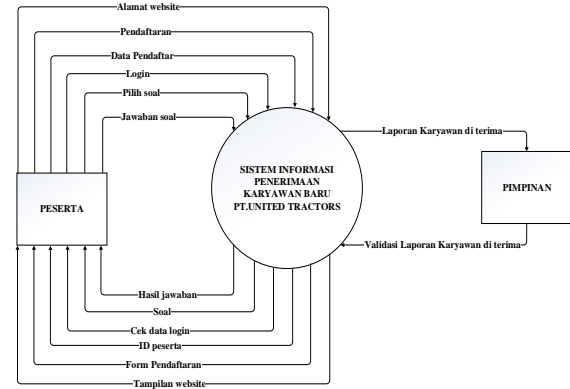 Alamat website
Pendaftaran
Data Pendaftar
Login
Pilih soal
Jawaban soal
Laporan Karyawan di terima
SISTEM INFORMASI
PENERIMAAN
KARYAWAN BARU
PT.UNITED TRACTORS
PESERTA
PIMPINAN
Validasi Laporan Karyawan di terima
Hasil jawaban
Soal
Cek data login
ID peserta
Form Pendaftaran
Tampilan website